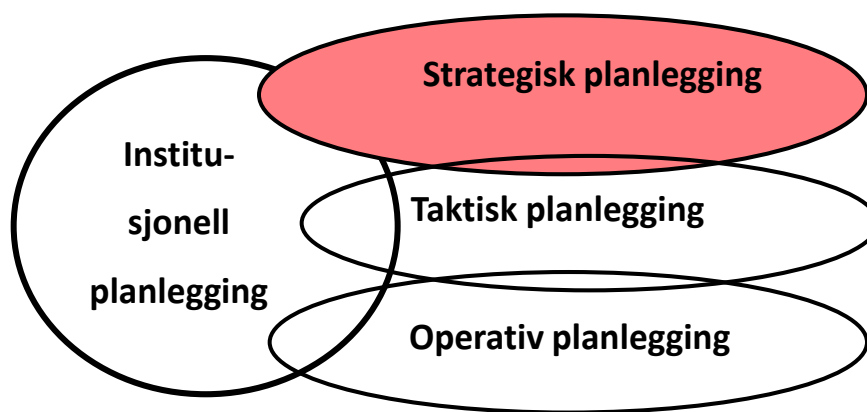 Strategisk planlegging
Institu-
sjonell
planlegging
Taktisk planlegging
Operativ planlegging